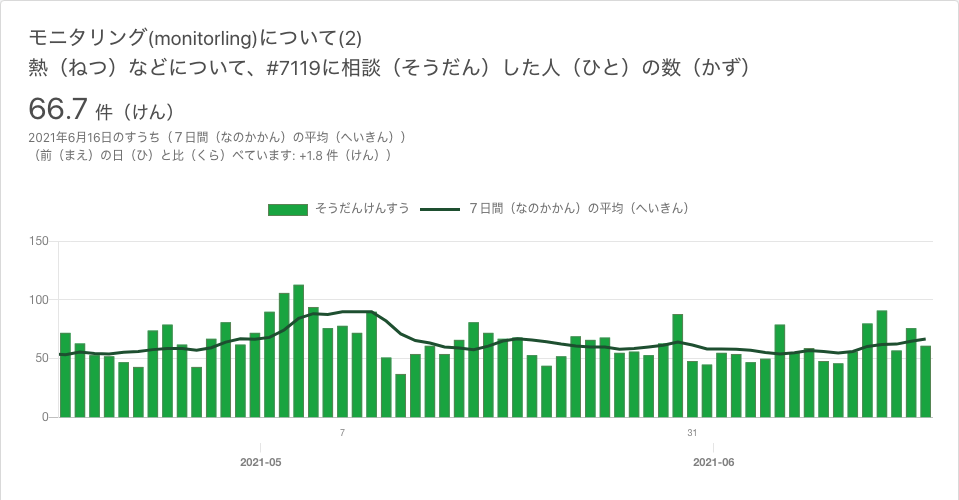 モニタリング(monitorling)について(2)
熱（ねつ）などについて、#7119に相談（そうだん）した人（ひと）の数（かず）
66.7 件（けん）
2021年6月16日のすうち（７日間（なのかかん）の平均（へいきん））
（前（まえ）の日（ひ）と比（くら）べています: +1.8 件（けん））
そうだんけんすう ７日間（なのかかん）の平均（へいきん）
150
100
50
0
7 31
2021-05 2021-06